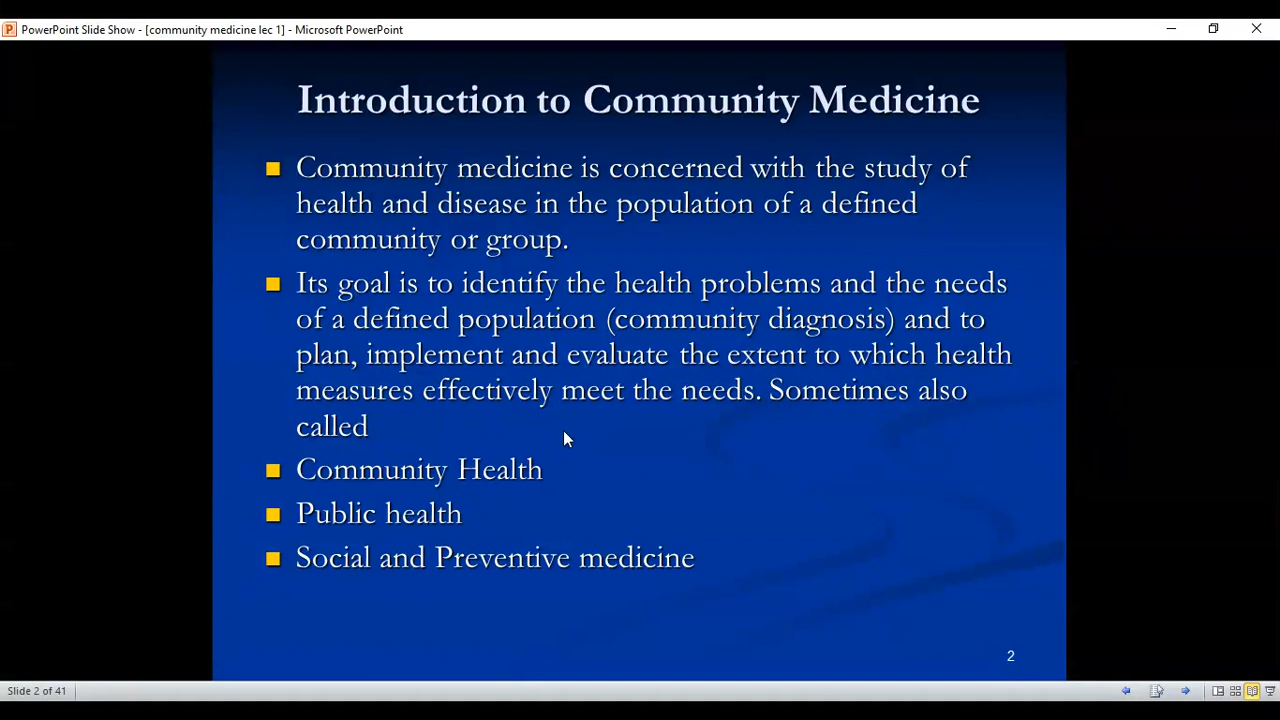 PowerPoint Slide Show - [community medicine lec 1] - Microsoft PowerPoint
Introduction to Community Medicine
Community medicine is concerned with the study of
health and disease in the population of a defined
community or group.
Its goal is to identify the health problems and the needs
of a defined population (community diagnosis) and to
plan, implement and evaluate the extent to which health
measures effectively meet the needs. Sometimes also
called
Community Health
Public health
Social and Preventive medicine
2
Slide 2 of 41